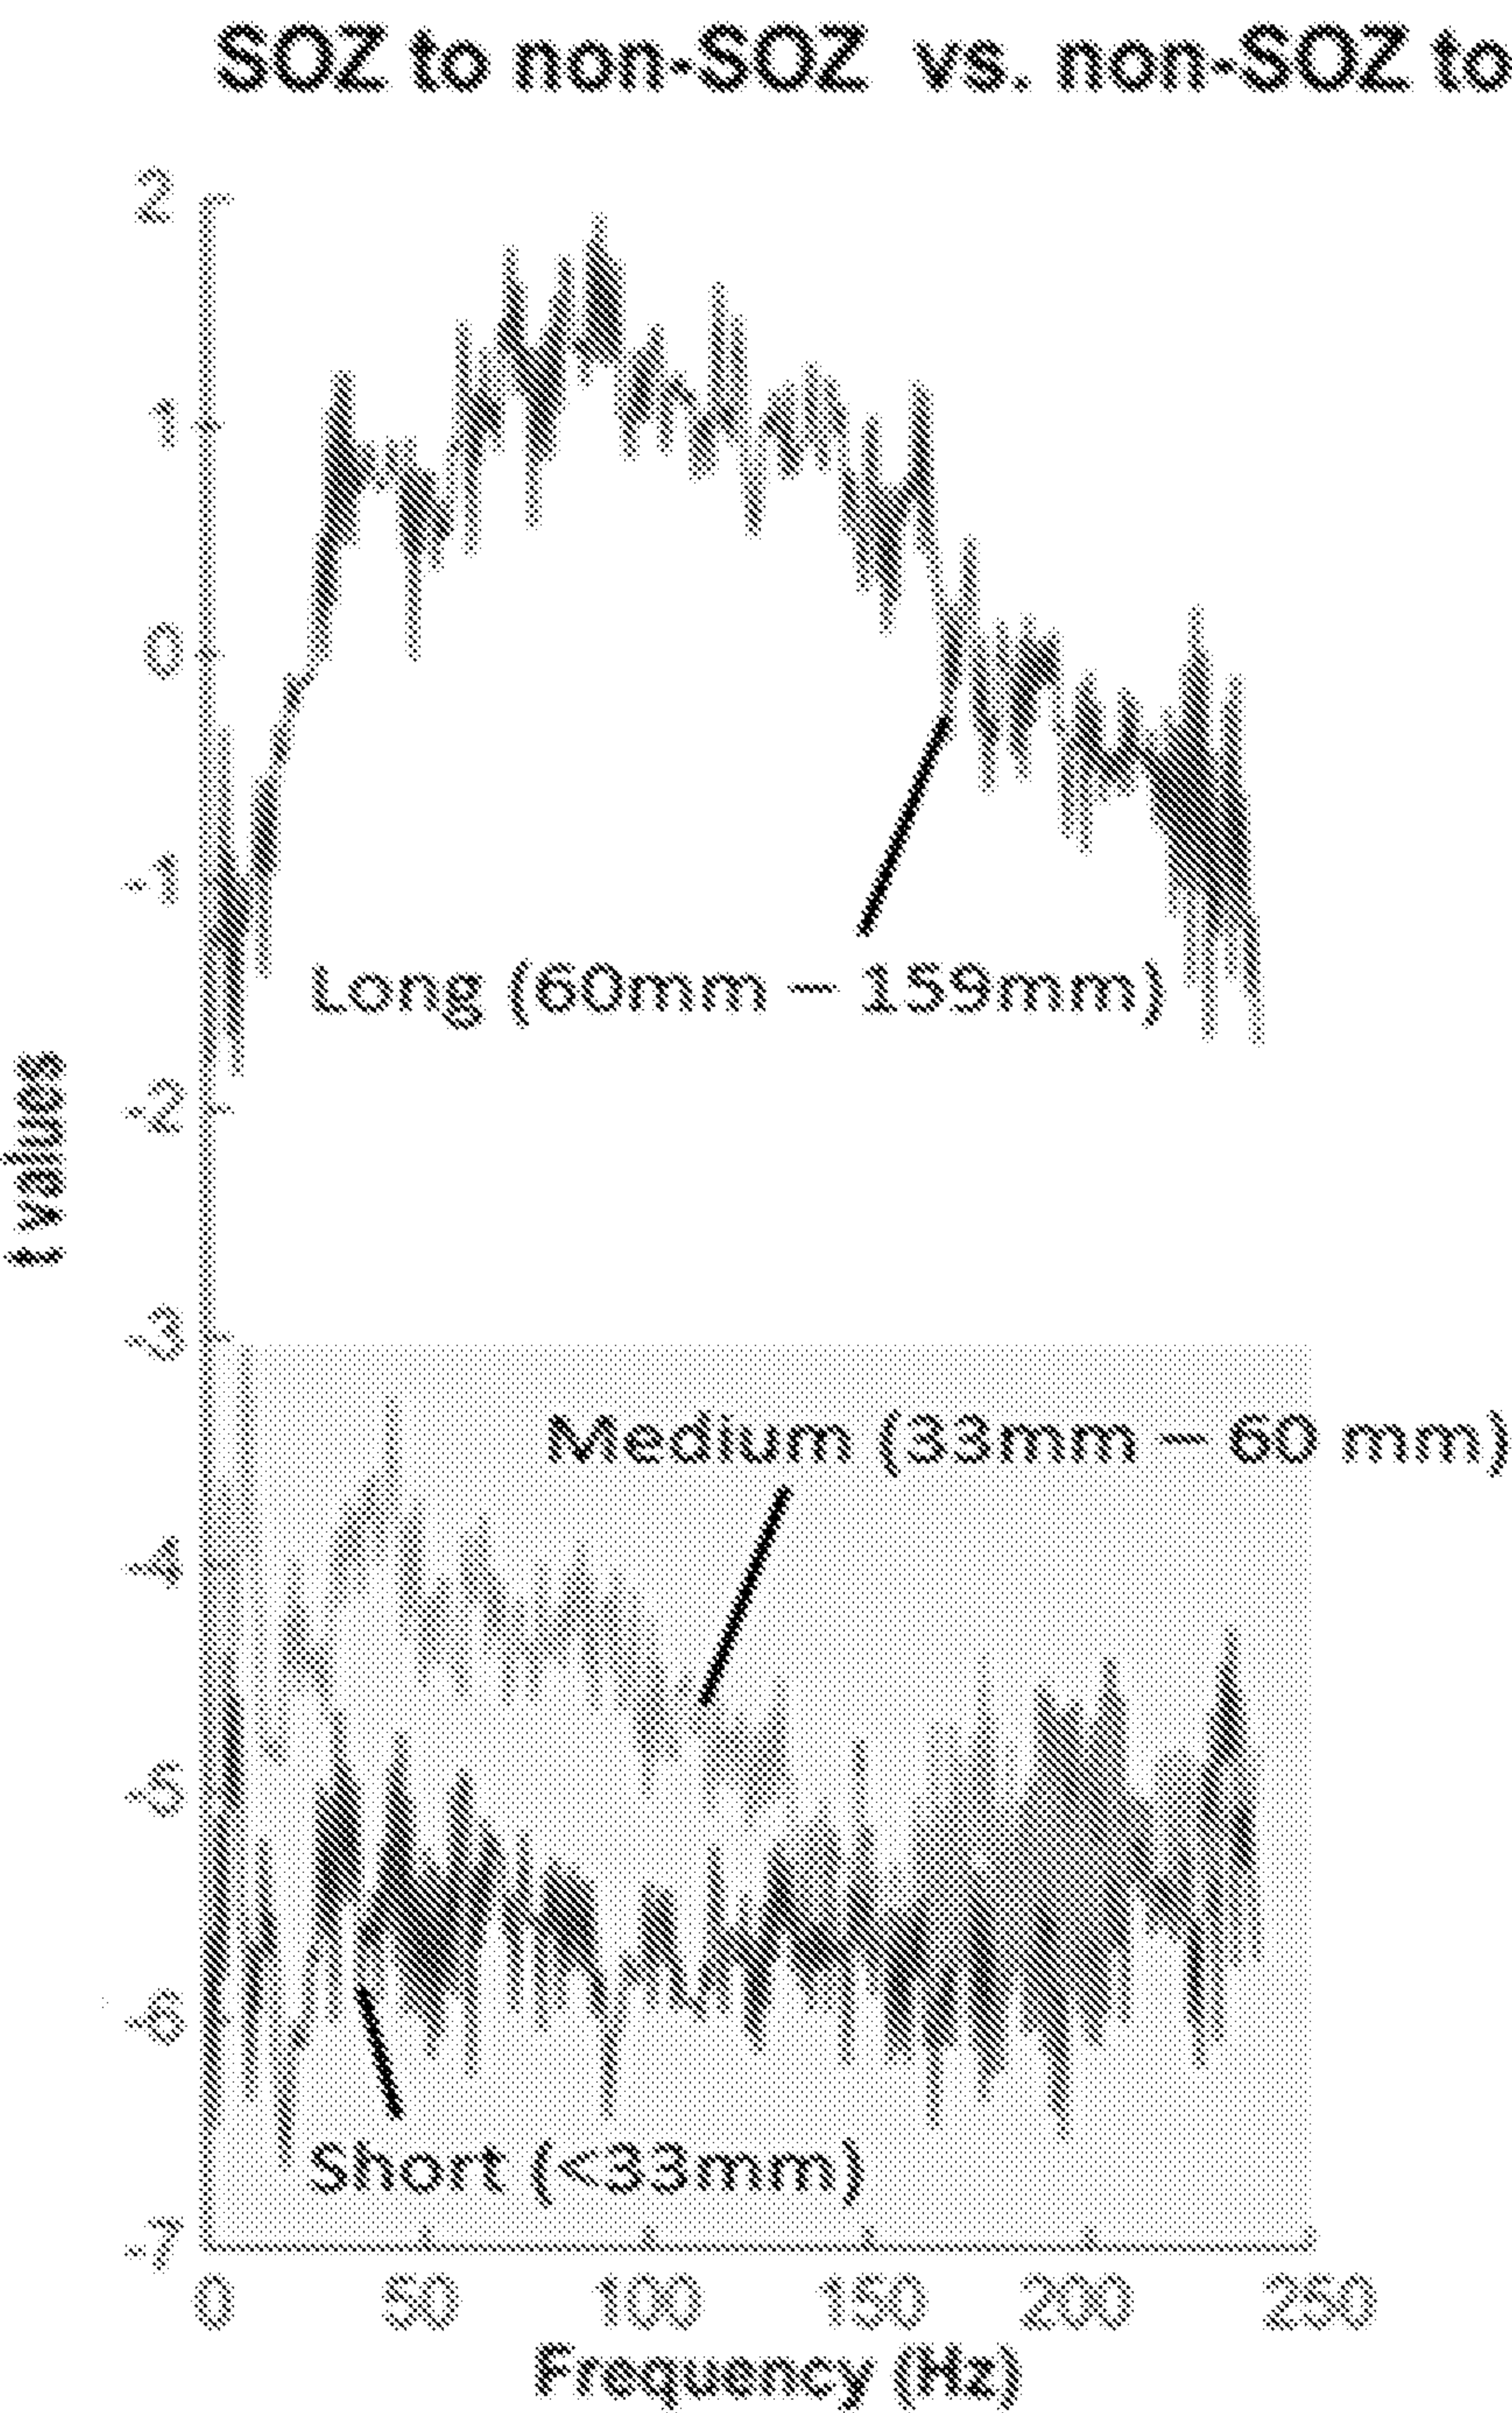 SOZ to non-SOZ vs. non-SOZ to
2
1
0
-1
-2
-3
-4
-5
-6
-7
t values
Long (60mm – 159mm)
Medium (33mm – 60 mm)
Short (<33mm)
0 50 100 150 200 250
Frequency (Hz)